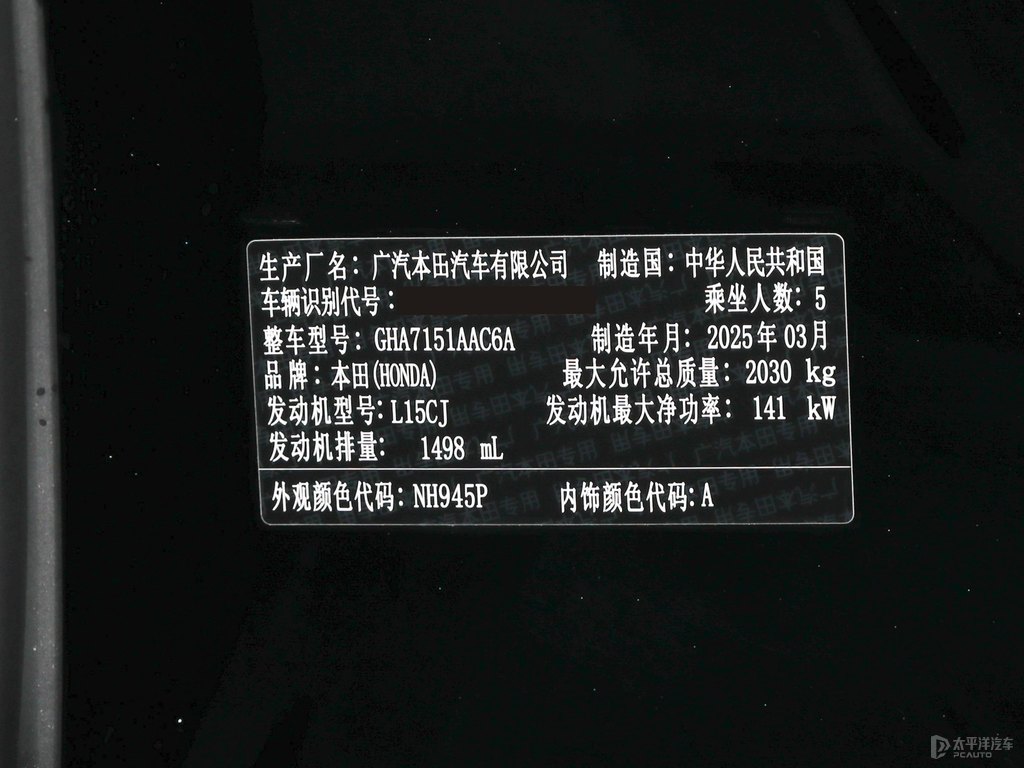 生产厂名：广汽本田汽车有限公司 制造国：中华人民共和国
车辆识别代号： 乘坐人数：5
整车型号：GHA7151AAC6A 制造年月：2025年03月
品牌：本田(HONDA) 最大允许总质量：2030 kg
发动机型号：L15CJ 发动机最大净功率：141 kW
发动机排量：1498 mL
外观颜色代码：NH945P 内饰颜色代码：A
太平洋汽车
PCAUTO